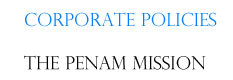 CORPORATE POLICIES
THE PENAM MISSION